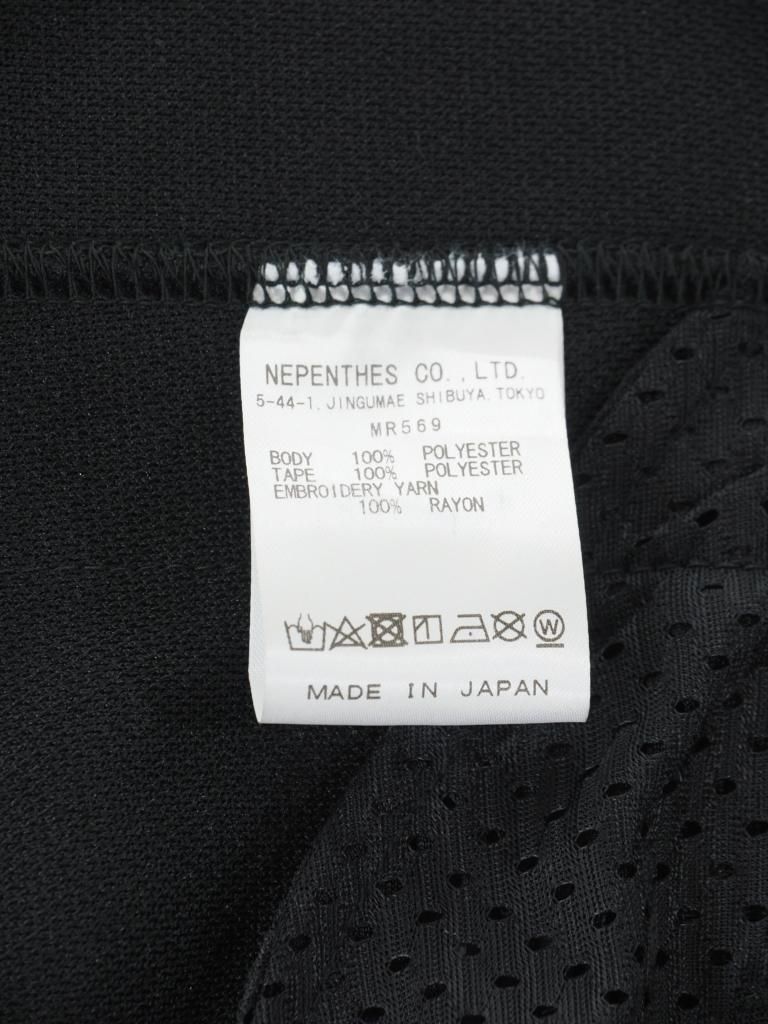 NEPENTHES CO.,LTD.
5-44-1, JINGUMAE SHIBUYA, TOKYO
MR569
BODY 100% POLYESTER
TAPE 100% POLYESTER
EMBROIDERY YARN
100% RAYON
W
MADE IN JAPAN